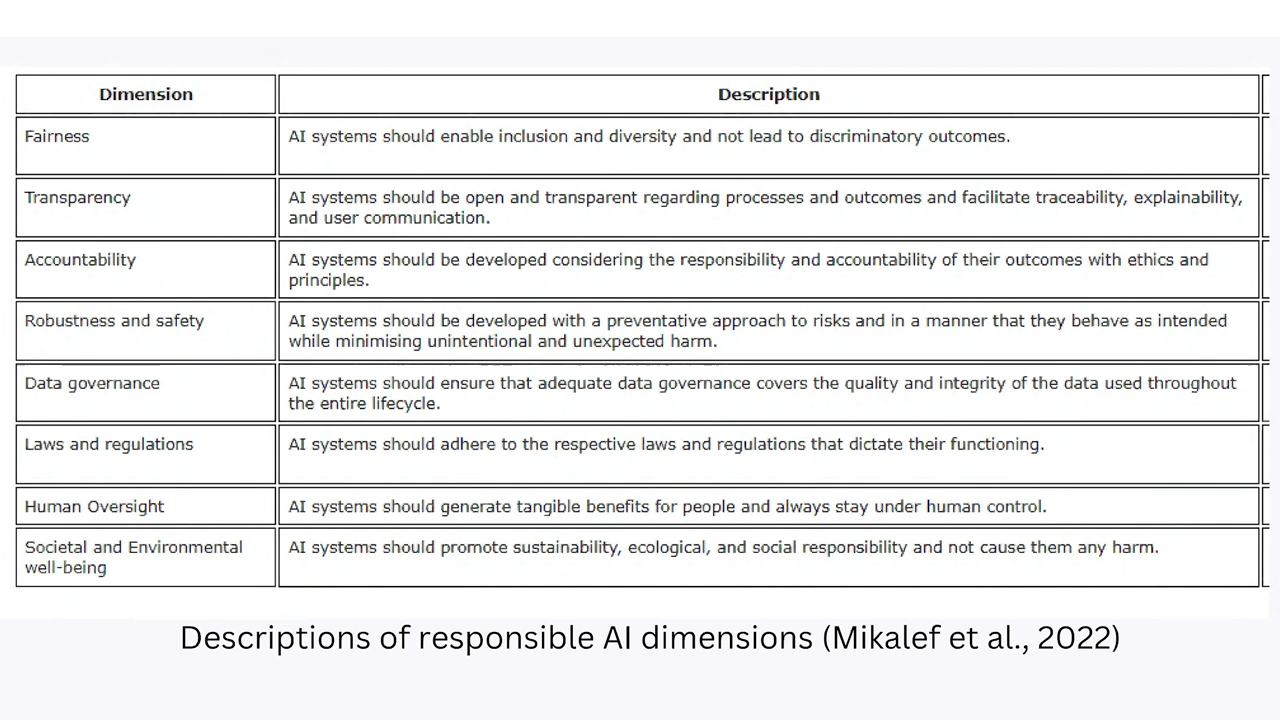 Dimension
Description
Fairness
AI systems should enable inclusion and diversity and not lead to discriminatory outcomes.
Transparency
AI systems should be open and transparent regarding processes and outcomes and facilitate traceability, explainability,
and user communication.
Accountability
AI systems should be developed considering the responsibility and accountability of their outcomes with ethics and
principles.
Robustness and safety
AI systems should be developed with a preventative approach to risks and in a manner that they behave as intended
while minimising unintentional and unexpected harm.
Data governance
AI systems should ensure that adequate data governance covers the quality and integrity of the data used throughout
the entire lifecycle.
Laws and regulations
AI systems should adhere to the respective laws and regulations that dictate their functioning.
Human Oversight
AI systems should generate tangible benefits for people and always stay under human control.
Societal and Environmental
well-being
AI systems should promote sustainability, ecological, and social responsibility and not cause them any harm.
Descriptions of responsible AI dimensions (Mikalef et al., 2022)